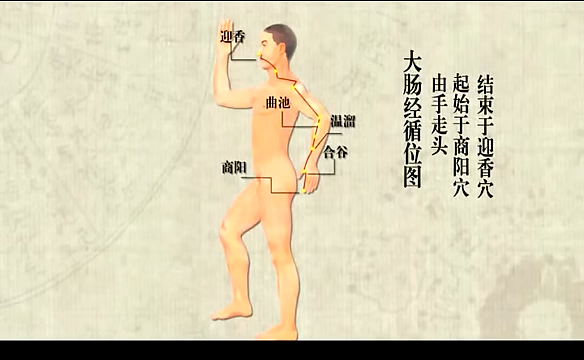 大肠经循位图
由手走头
起始于商阳穴
结束于迎香穴
迎香
曲池
温溜
合谷
商阳